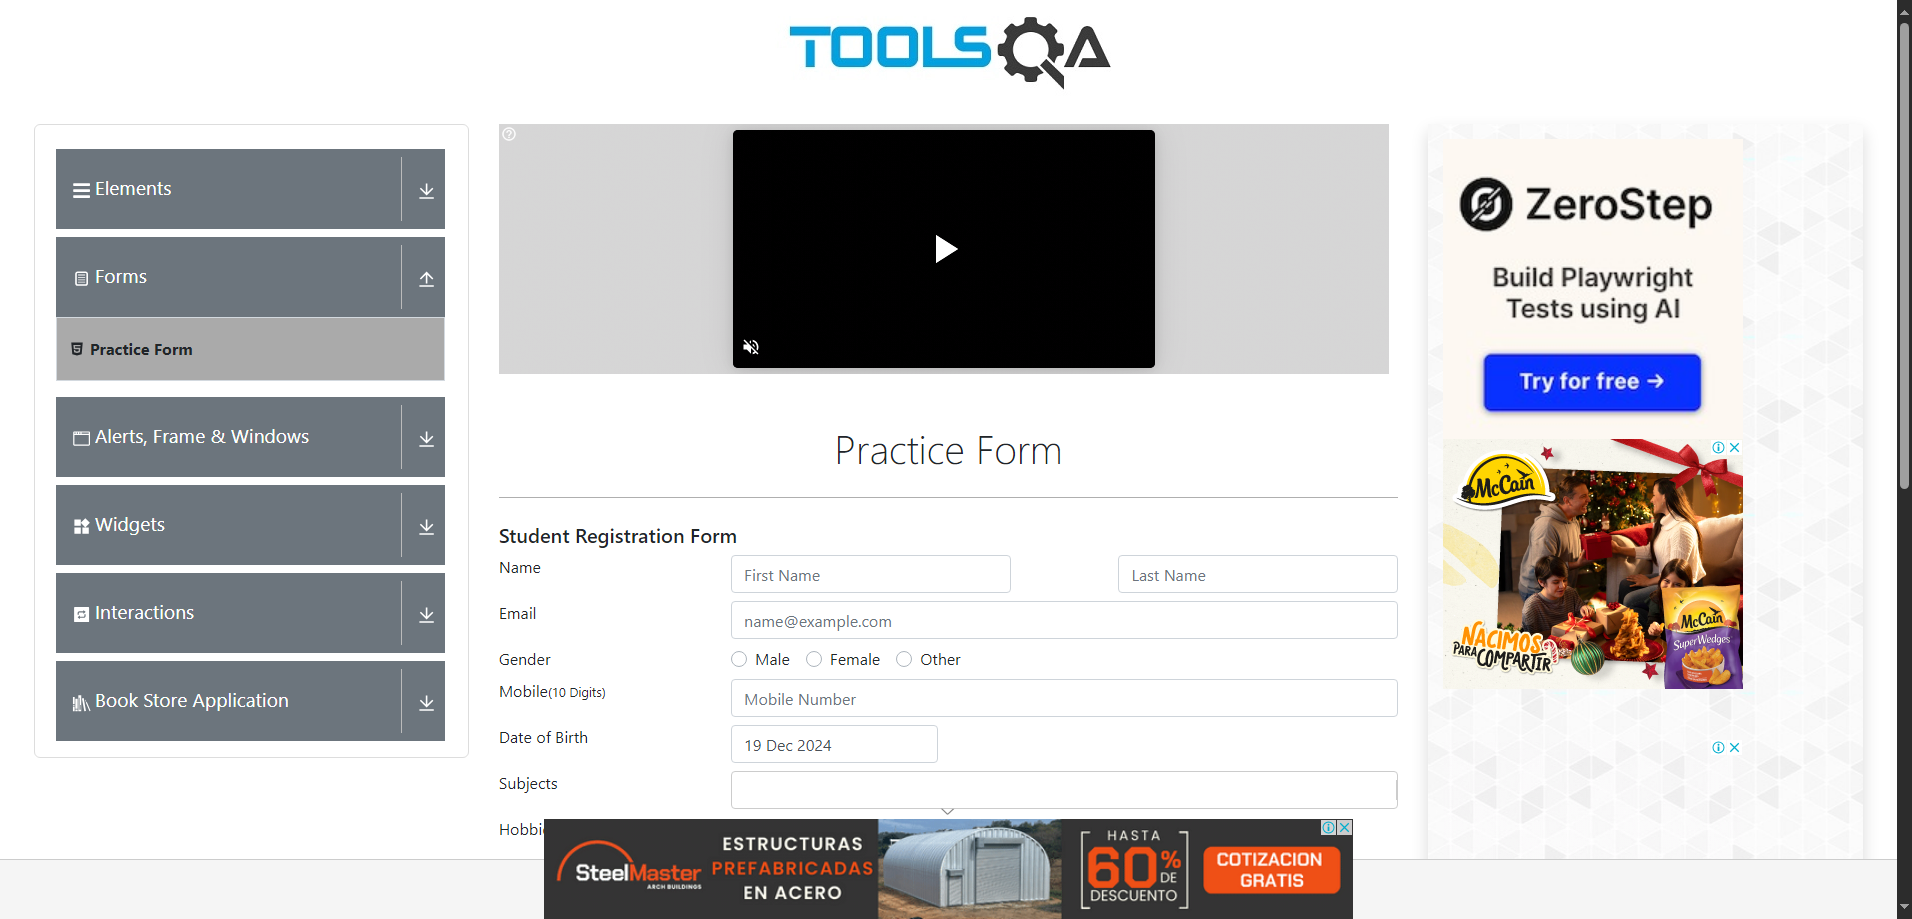 TOOLSQA
Elements
Forms
Practice Form
Alerts, Frame & Windows
Widgets
Interactions
Book Store Application
Practice Form
Student Registration Form
Name
First Name
Last Name
Email
name@example.com
Gender
Male
Female
Other
Mobile(10 Digits)
Mobile Number
Date of Birth
19 Dec 2024
Subjects
ZeroStep
Build Playwright
Tests using AI
Try for free →
McCain
NACIMOS
PARA COMPARTIR
McCain
SuperWedges
SteelMaster
ARCH BUILDINGS
ESTRUCTURAS
PREFABRICADAS
EN ACERO
HASTA
60%
DE
DESCUENTO
COTIZACION
GRATIS